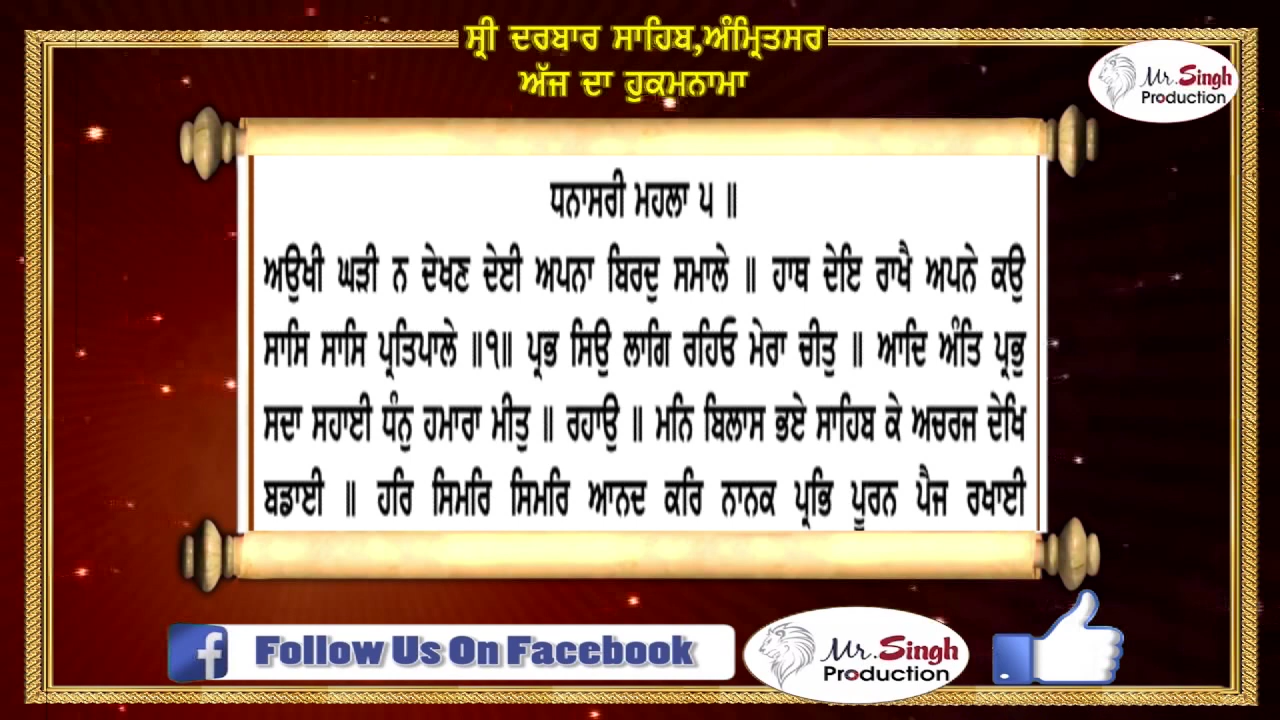 ਸ੍ਰੀ ਦਰਬਾਰ ਸਾਹਿਬ,ਅੰਮ੍ਰਿਤਸਰ
ਅੱਜ ਦਾ ਹੁਕਮਨਾਮਾ
Mr.Singh
Production
ਧਨਾਸਰੀ ਮਹਲਾ ੫ ॥
ਅਉਖੀ ਘੜੀ ਨ ਦੇਖਣ ਦੇਈ ਅਪਨਾ ਬਿਰਦੁ ਸਮਾਲੇ ॥ ਹਾਥ ਦੇਇ ਰਾਖੈ ਅਪਨੇ ਕਉ
ਸਾਸਿ ਸਾਸਿ ਪ੍ਰਤਿਪਾਲੇ ॥੧॥ ਪ੍ਰਭ ਸਿਉ ਲਾਗਿ ਰਹਿਓ ਮੇਰਾ ਚੀਤੁ ॥ ਆਦਿ ਅੰਤਿ ਪ੍ਰਭੁ
ਸਦਾ ਸਹਾਈ ਧੰਨੁ ਹਮਾਰਾ ਮੀਤੁ ॥ ਰਹਾਉ ॥ ਮਨਿ ਬਿਲਾਸ ਭਏ ਸਾਹਿਬ ਕੇ ਅਚਰਜ ਦੇਖਿ
ਬਡਾਈ ॥ ਹਰਿ ਸਿਮਰਿ ਸਿਮਰਿ ਆਨਦ ਕਰਿ ਨਾਨਕ ਪ੍ਰਭਿ ਪੂਰਨ ਪੈਜ ਰਖਾਈ
f Follow Us On Facebook
Mr.Singh
Production